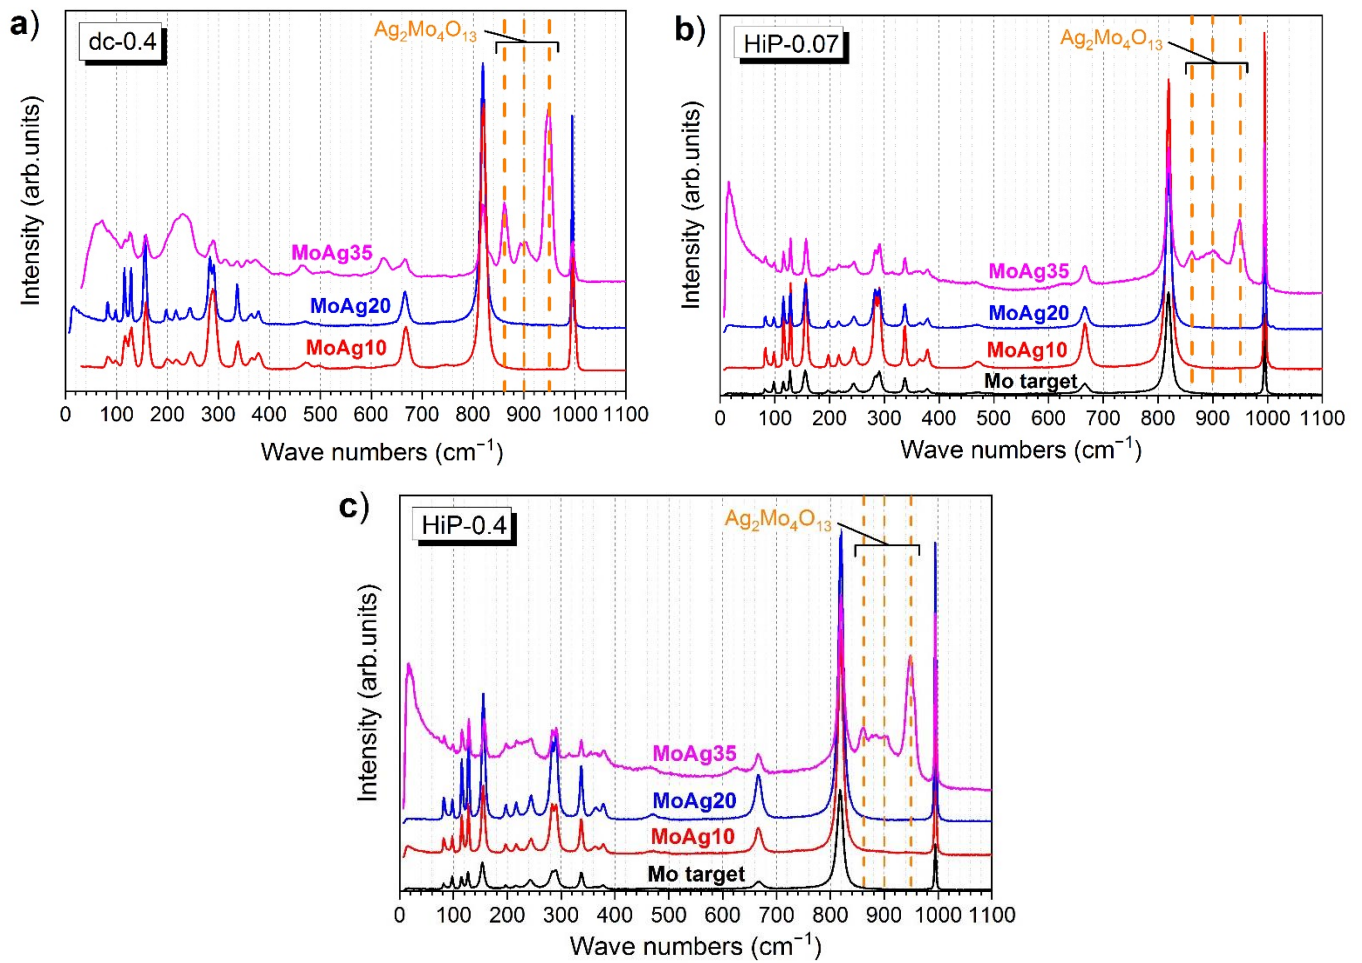 a)
dc-0.4
Ag₂Mo₄O₁₃
MoAg35
MoAg20
MoAg10
Intensity (arb.units)
0 100 200 300 400 500 600 700 800 900 1000 1100
Wave numbers (cm⁻¹)
b)
HiP-0.07
Ag₂Mo₄O₁₃
MoAg35
MoAg20
MoAg10
Mo target
Intensity (arb.units)
0 100 200 300 400 500 600 700 800 900 1000 1100
Wave numbers (cm⁻¹)
c)
HiP-0.4
Ag₂Mo₄O₁₃
MoAg35
MoAg20
MoAg10
Mo target
Intensity (arb.units)
0 100 200 300 400 500 600 700 800 900 1000 1100
Wave numbers (cm⁻¹)